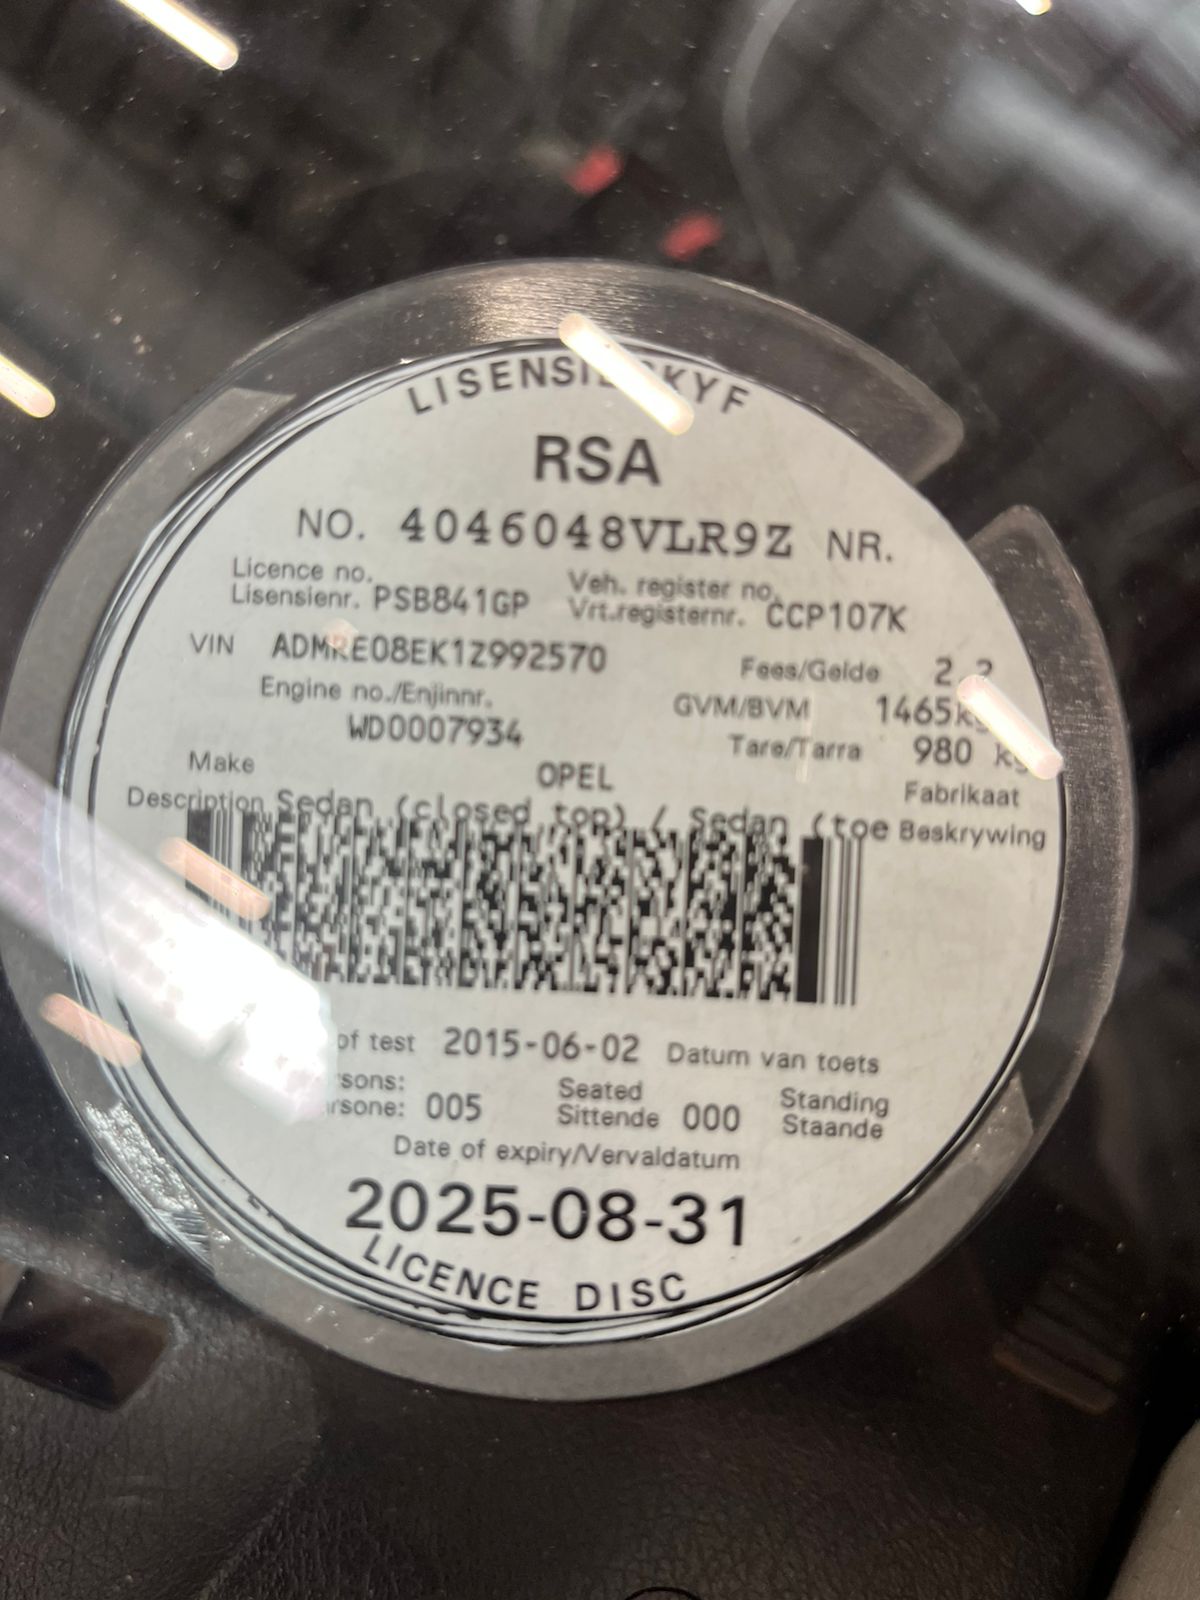 LISENSIESKYF
RSA
NO. 4046048VLR9Z NR.
Licence no.
Lisensienr. PSB841GP
Veh. register no.
Vrt.registernr. CCP107K
VIN ADMRE08EK1Z992570
Fees/Gelde
Engine no./Enjinnr.
WD0007934
GVM/BVM 1465kg
Tare/Tarra 980 kg
Make OPEL Fabrikaat
Description Sedan (closed top) / Sedan (toe Beskrywing
of test 2015-06-02 Datum van toets
005
Seated
Sittende 000
Standing
Staande
Date of expiry/Vervaldatum
2025-08-31
LICENCE DISC